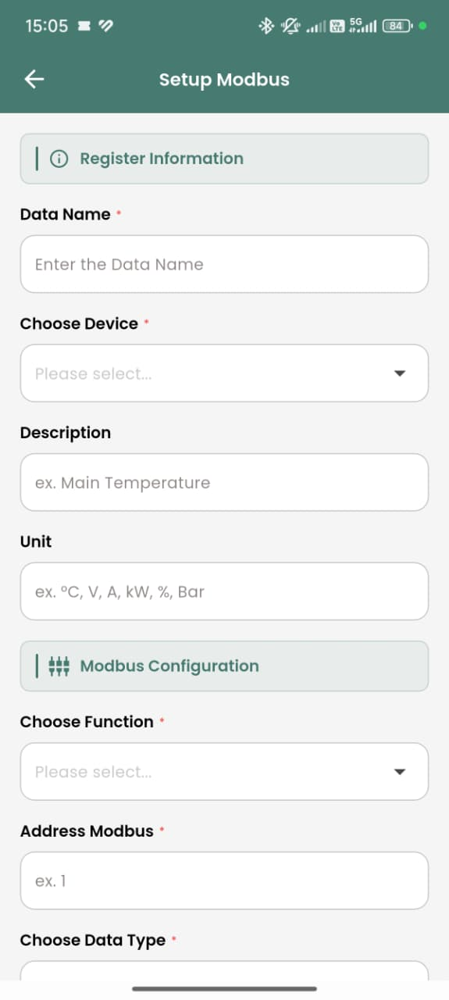 15:05
Vo
LTE
5G
84
Setup Modbus
Register Information
Data Name *
Enter the Data Name
Choose Device *
Please select...
Description
ex. Main Temperature
Unit
ex. °C, V, A, kW, %, Bar
Modbus Configuration
Choose Function *
Please select...
Address Modbus *
ex. 1
Choose Data Type *